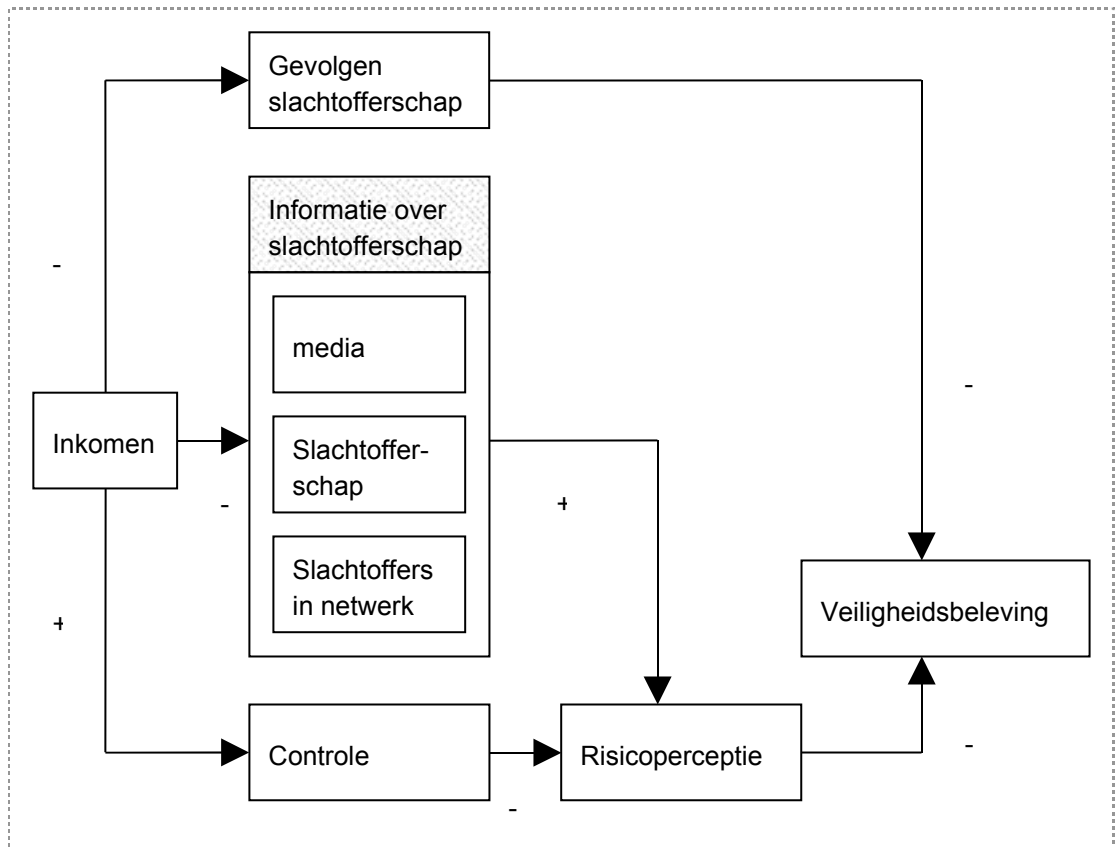 Gevolgen
slachtofferschap
Informatie over
slachtofferschap
-
media
-
Inkomen
Slachtoffer-
schap
-
+
Slachtoffers
in netwerk
Veiligheidsbeleving
+
Controle
Risicoperceptie
-
-